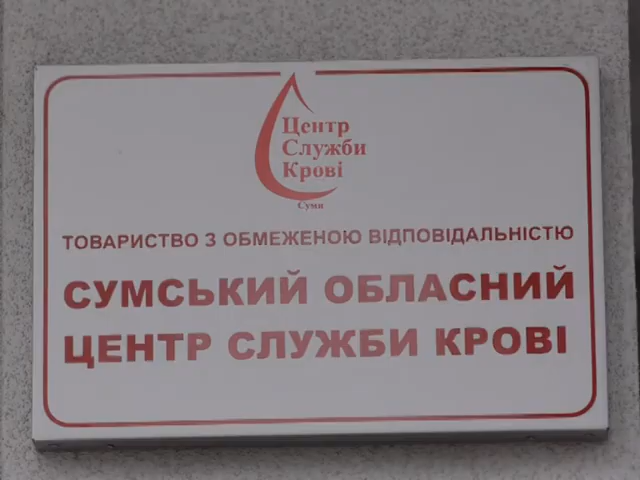 Центр
Служби
Крові
Суми
ТОВАРИСТВО З ОБМЕЖЕНОЮ ВІДПОВІДАЛЬНІСТЮ
СУМСЬКИЙ ОБЛАСНИЙ
ЦЕНТР СЛУЖБИ КРОВІ